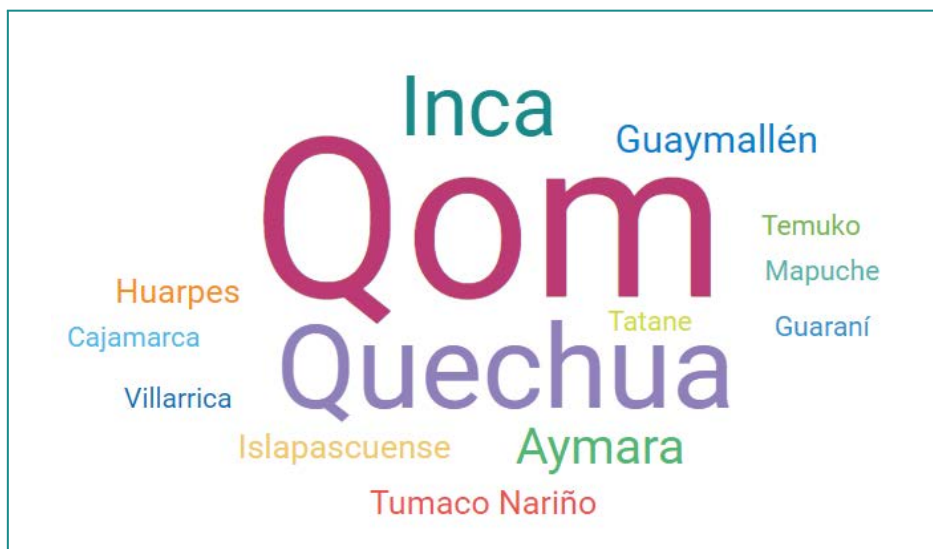 Inca
Guaymallén
Qom
Temuko
Mapuche
Huarpes
Tatane
Guaraní
Cajamarca
Quechua
Villarrica
Islapascuense
Aymara
Tumaco Nariño